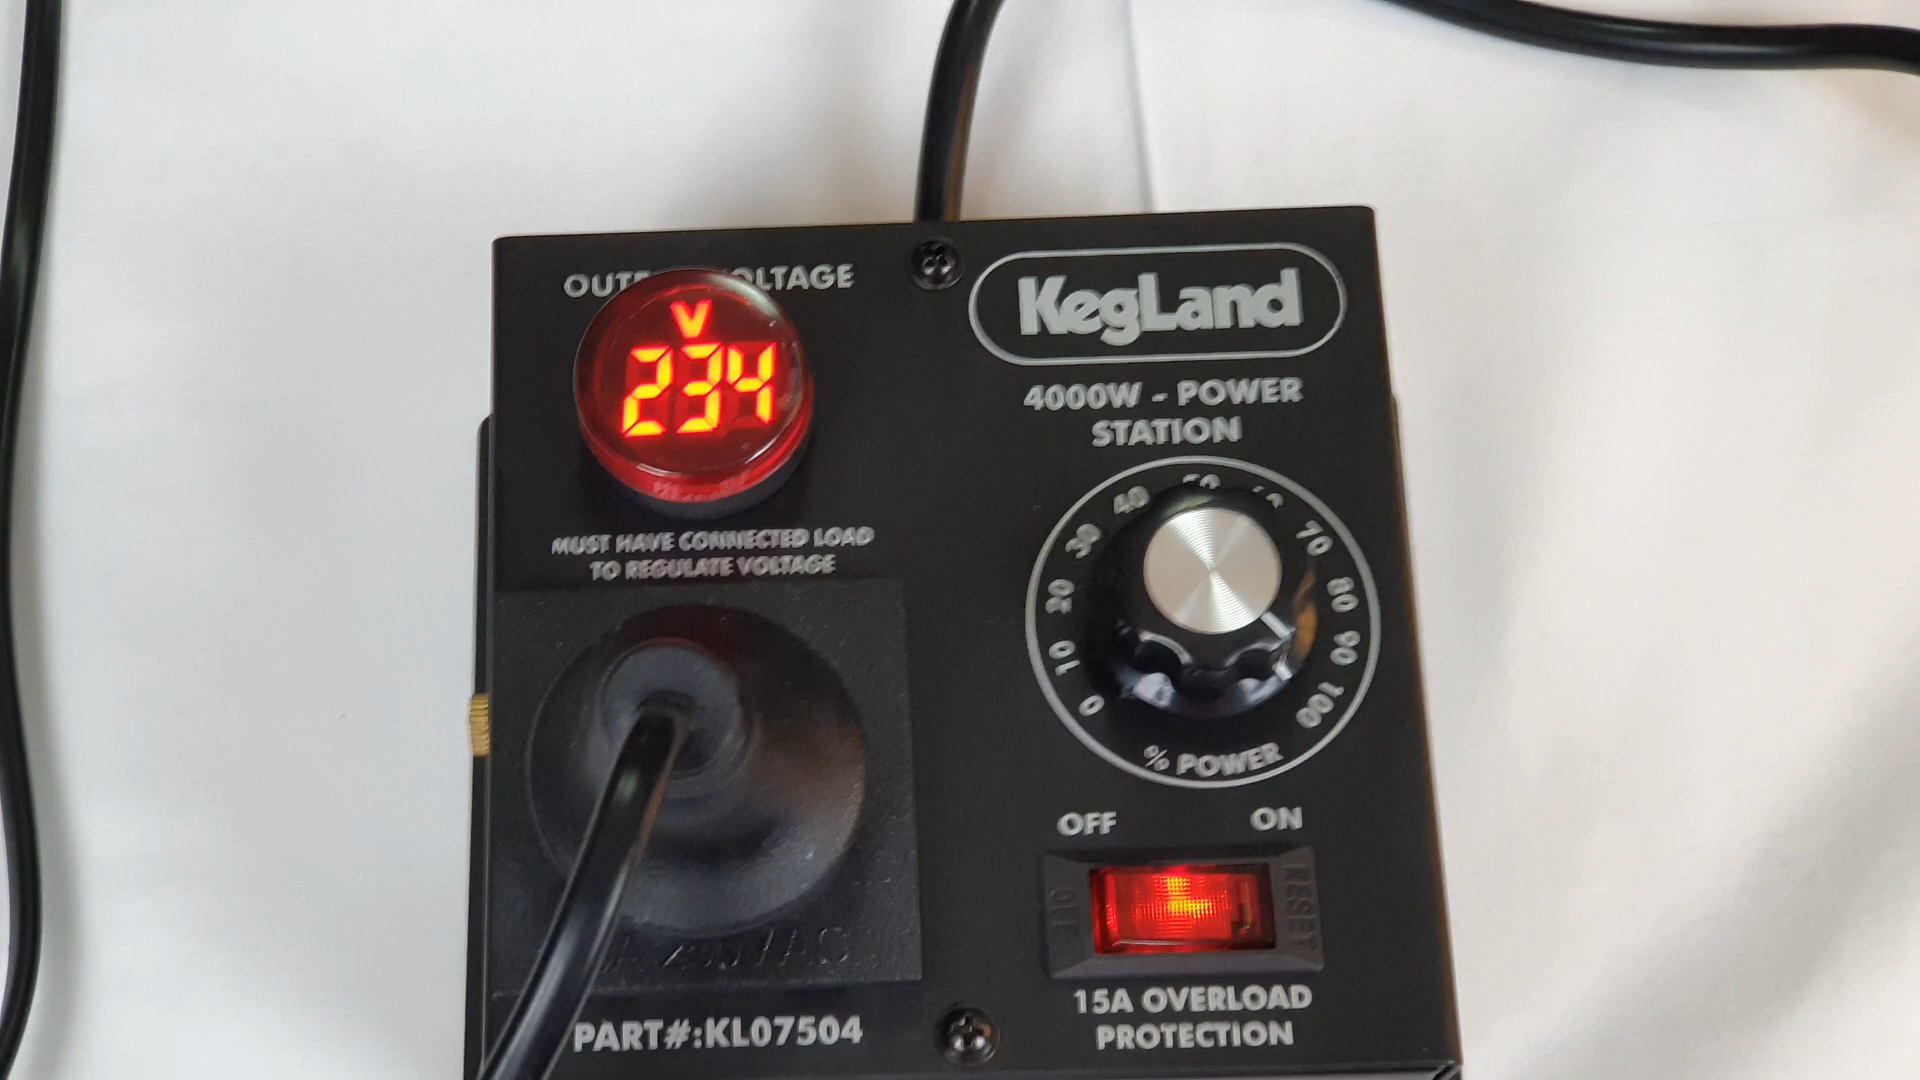 V
234
KegLand
4000W - POWER
STATION
MUST HAVE CONNECTED LOAD
TO REGULATE VOLTAGE
0
10
20
30
40
50
70
80
90
100
% POWER
OFF
ON
RESET
15A OVERLOAD
PROTECTION
PART#:KL07504